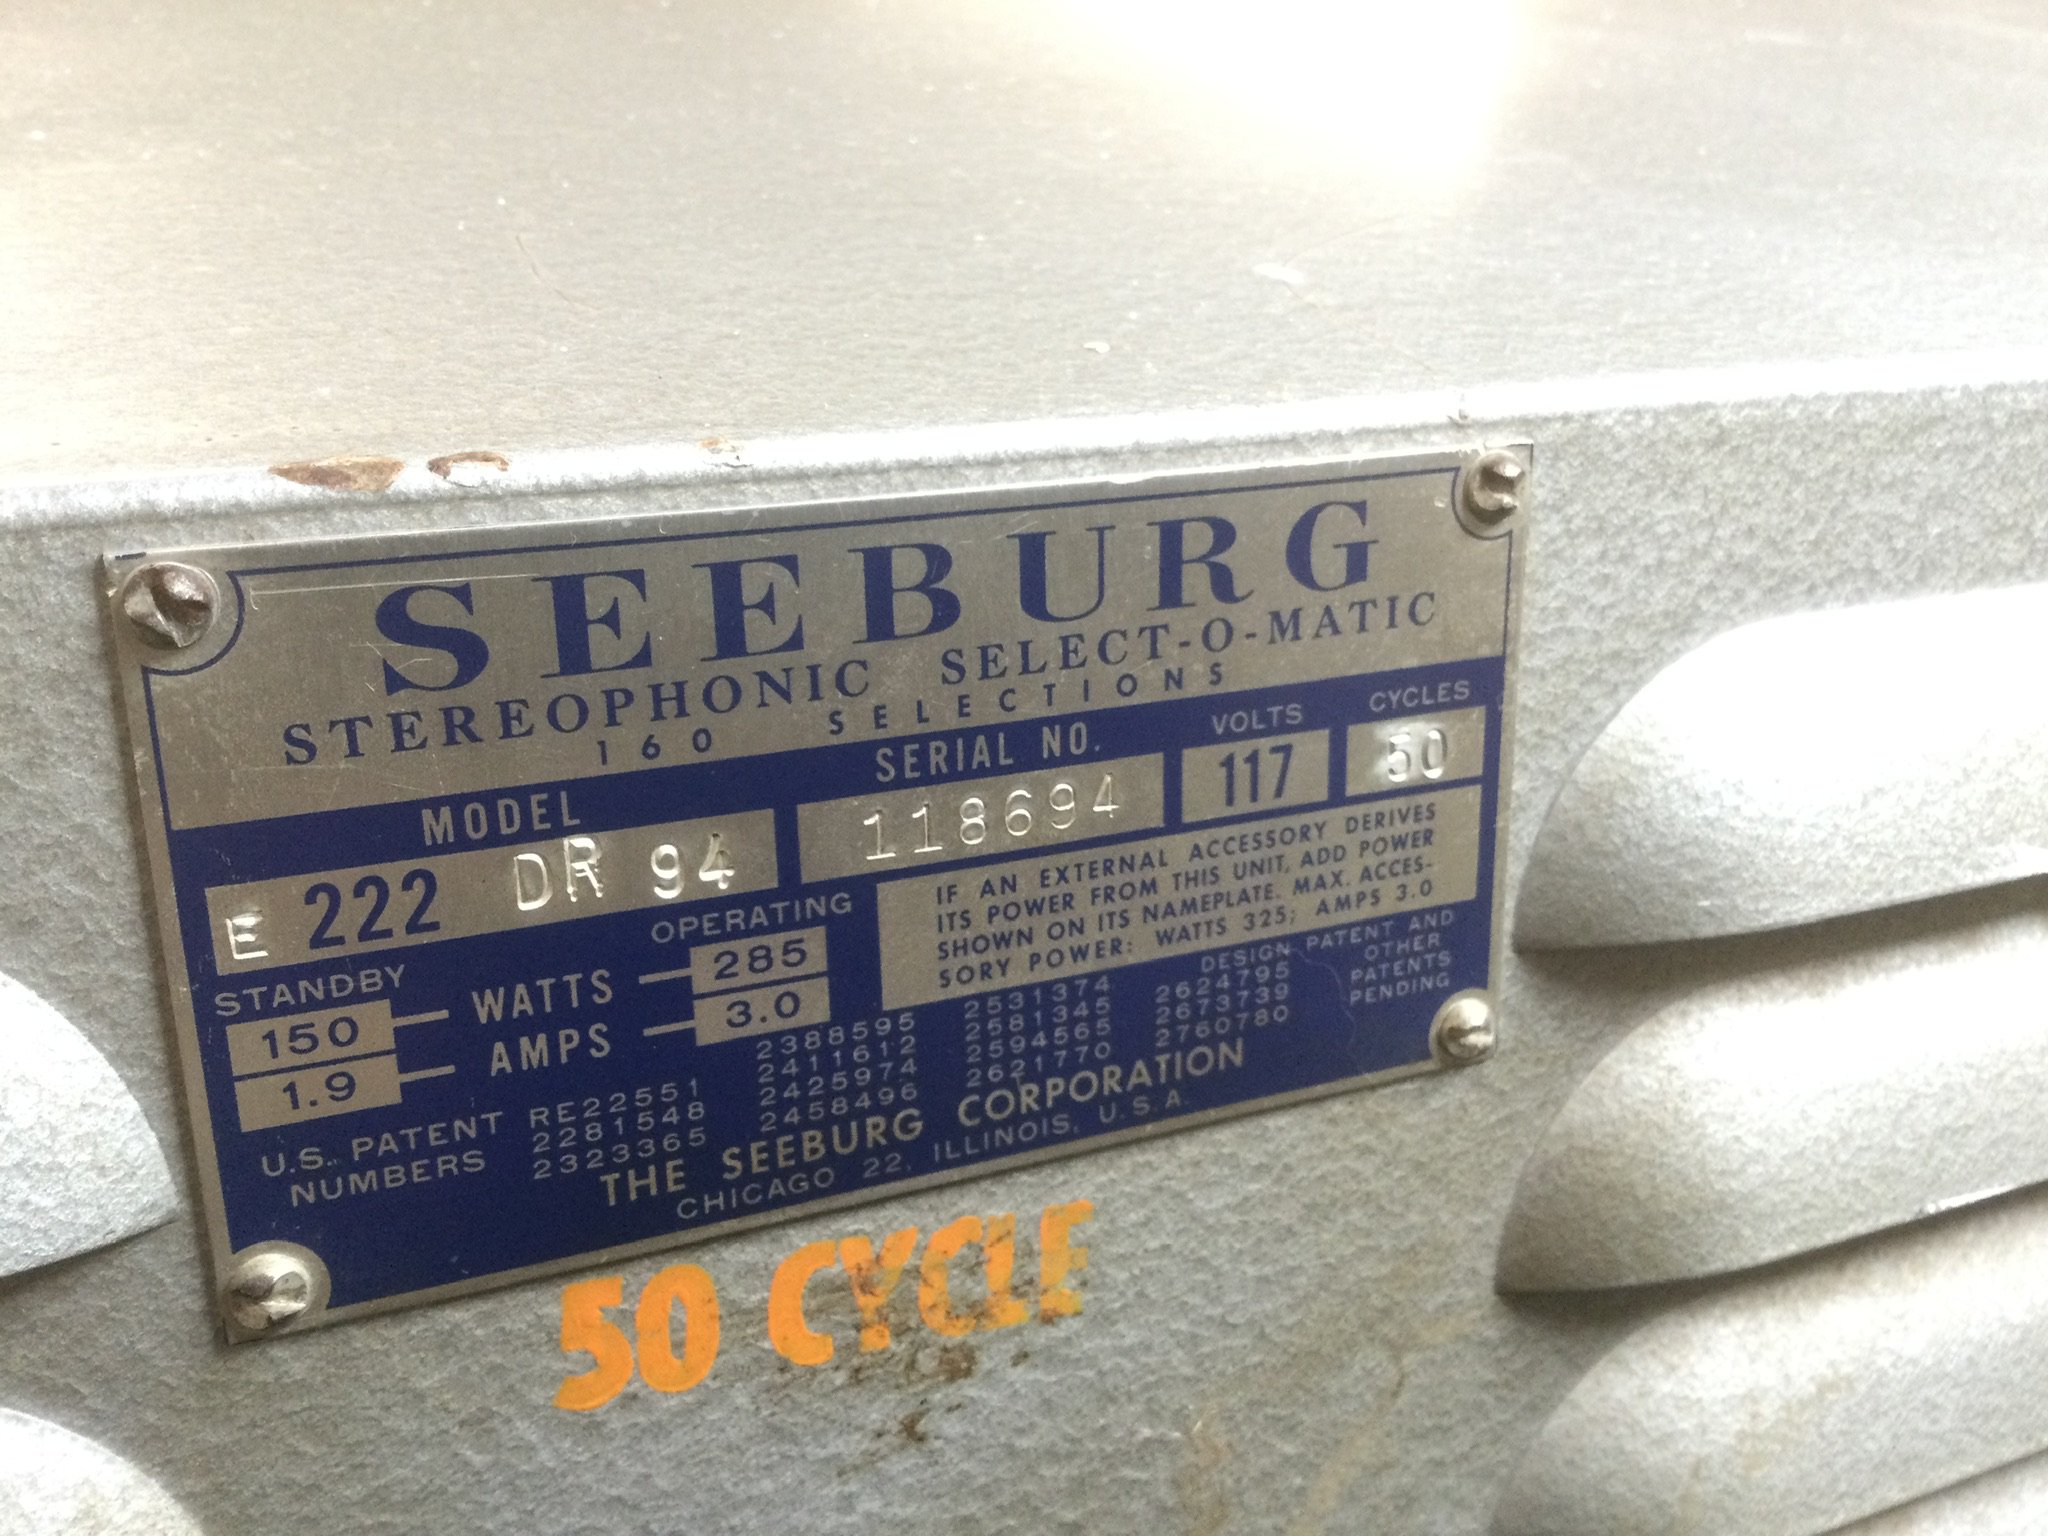 SEEBURG
STEREOPHONIC SELECT-O-MATIC
160 SELECTIONS
MODEL
E 222 DR 94
SERIAL NO.
118694
VOLTS
117
CYCLES
50
STANDBY
150
1.9
WATTS
AMPS
OPERATING
285
3.0
IF AN EXTERNAL ACCESSORY DERIVES
ITS POWER FROM THIS UNIT, ADD POWER
SHOWN ON ITS NAMEPLATE. MAX. ACCES-
SORY POWER: WATTS 325; AMPS 3.0
U.S. PATENT
NUMBERS
RE22551
2281548
2323365
2388595
2411612
2425974
2458496
2531374
2581345
2594565
2621770
2624795
2673739
2760780
DESIGN PATENT AND
OTHER
PATENTS
PENDING
THE SEEBURG CORPORATION
CHICAGO 22, ILLINOIS, U.S.A.
50 CYCLE